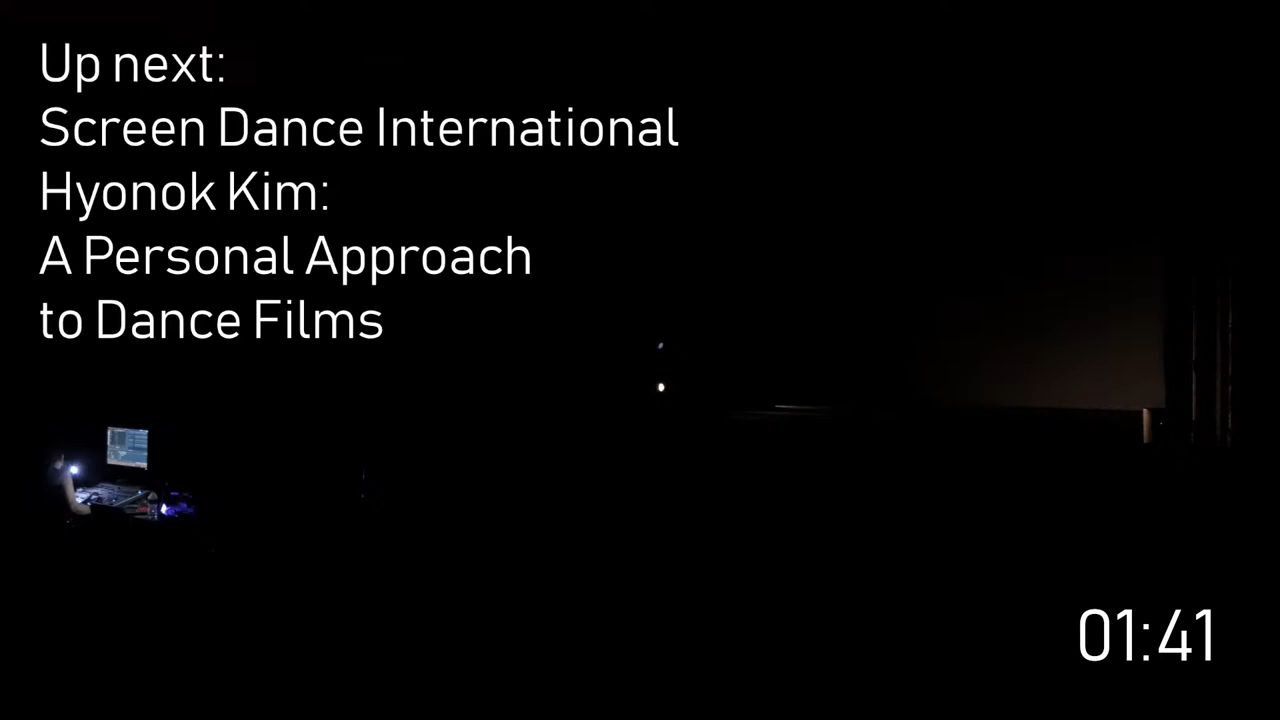 Up next:
Screen Dance International
Hyonok Kim:
A Personal Approach
to Dance Films
01:41